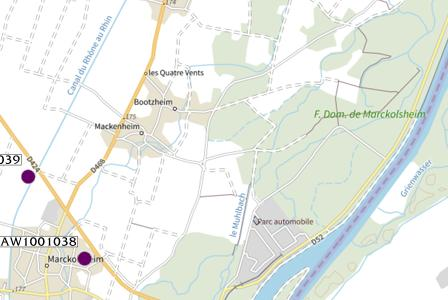 Canal du Rhône au Rhin
les Quatre Vents
175
Bootzheim
Mackenheim
F. Dom. de Marckolsheim
039
D424
D468
Grienwasser
le Muhlbach
Parc automobile
D52
AW1001038
176